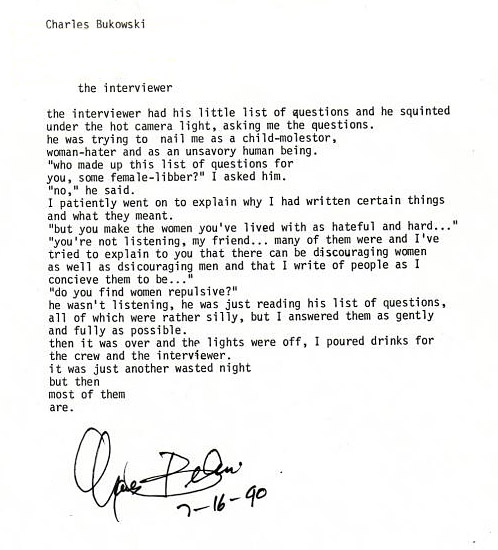 Charles Bukowski
the interviewer
the interviewer had his little list of questions and he squinted
under the hot camera light, asking me the questions.
he was trying to nail me as a child-molestor,
woman-hater and as an unsavory human being.
"who made up this list of questions for
you, some female-libber?" I asked him.
"no," he said.
I patiently went on to explain why I had written certain things
and what they meant.
"but you make the women you've lived with as hateful and hard..."
"you're not listening, my friend... many of them were and I've
tried to explain to you that there can be discouraging women
as well as dsicouraging men and that I write of people as I
concieve them to be..."
"do you find women repulsive?"
he wasn't listening, he was just reading his list of questions,
all of which were rather silly, but I answered them as gently
and fully as possible.
then it was over and the lights were off, I poured drinks for
the crew and the interviewer.
it was just another wasted night
but then
most of them
are.
7-16-90